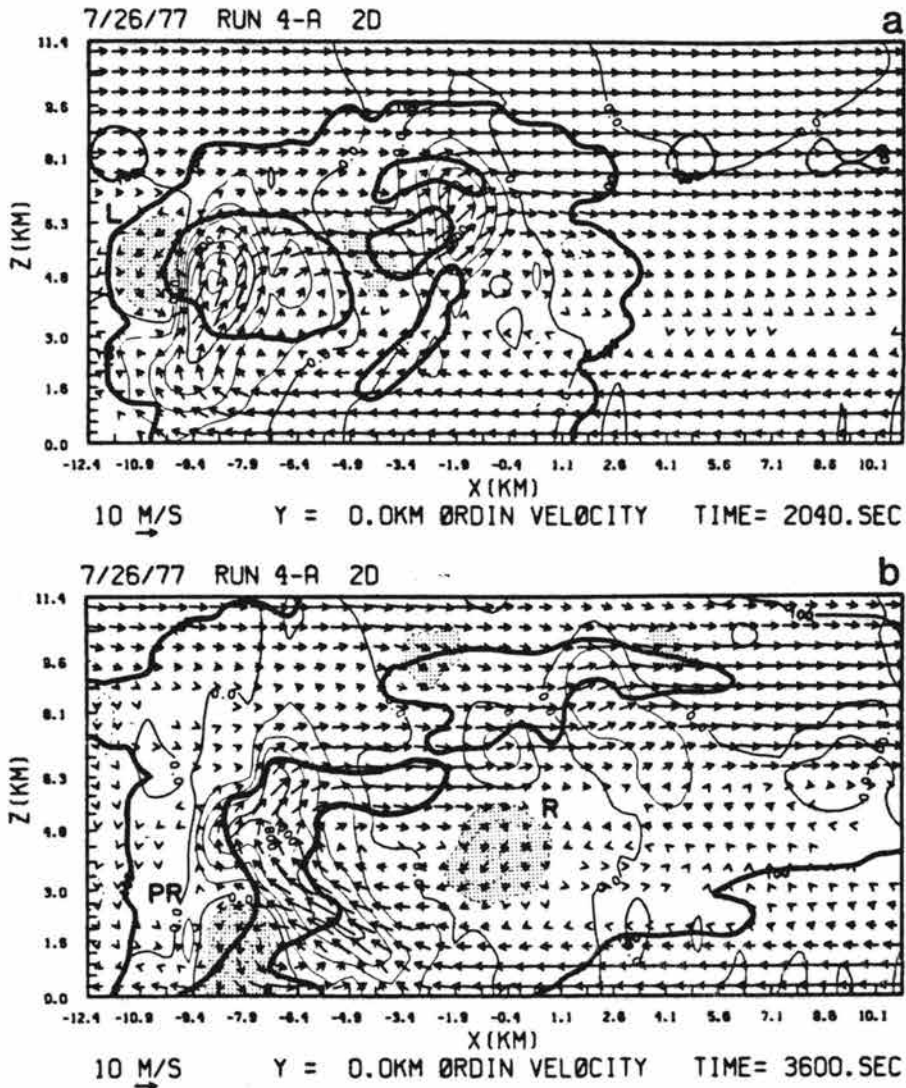 7/26/77 RUN 4-A 2D
a
11.4
9.6
8.1
6.3
4.8
3.0
1.6
0.0
Z (KM)
L
-12.4 -10.9 -9.4 -7.9 -6.4 -4.9 -3.4 -1.9 -0.4 1.1 2.6 4.1 5.6 7.1 8.6 10.1
X (KM)
10 M/S Y = 0.0KM ØRDIN VELOCITY TIME= 2040.SEC
7/26/77 RUN 4-A 2D
b
11.4
9.6
8.1
6.3
4.8
3.0
1.6
0.0
Z (KM)
R
PR
-12.4 -10.9 -9.4 -7.9 -6.4 -4.9 -3.4 -1.9 -0.4 1.1 2.6 4.1 5.6 7.1 8.6 10.1
X (KM)
10 M/S Y = 0.0KM ØRDIN VELOCITY TIME= 3600.SEC